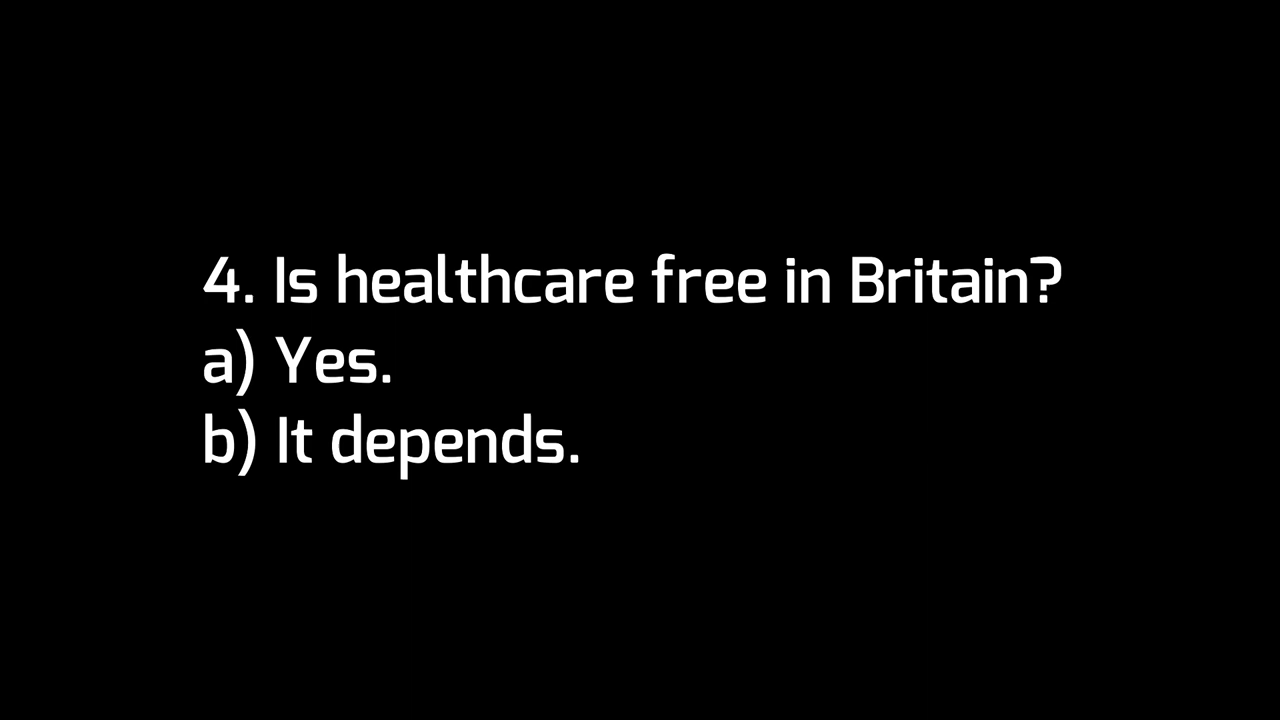 4. Is healthcare free in Britain?
a) Yes.
b) It depends.